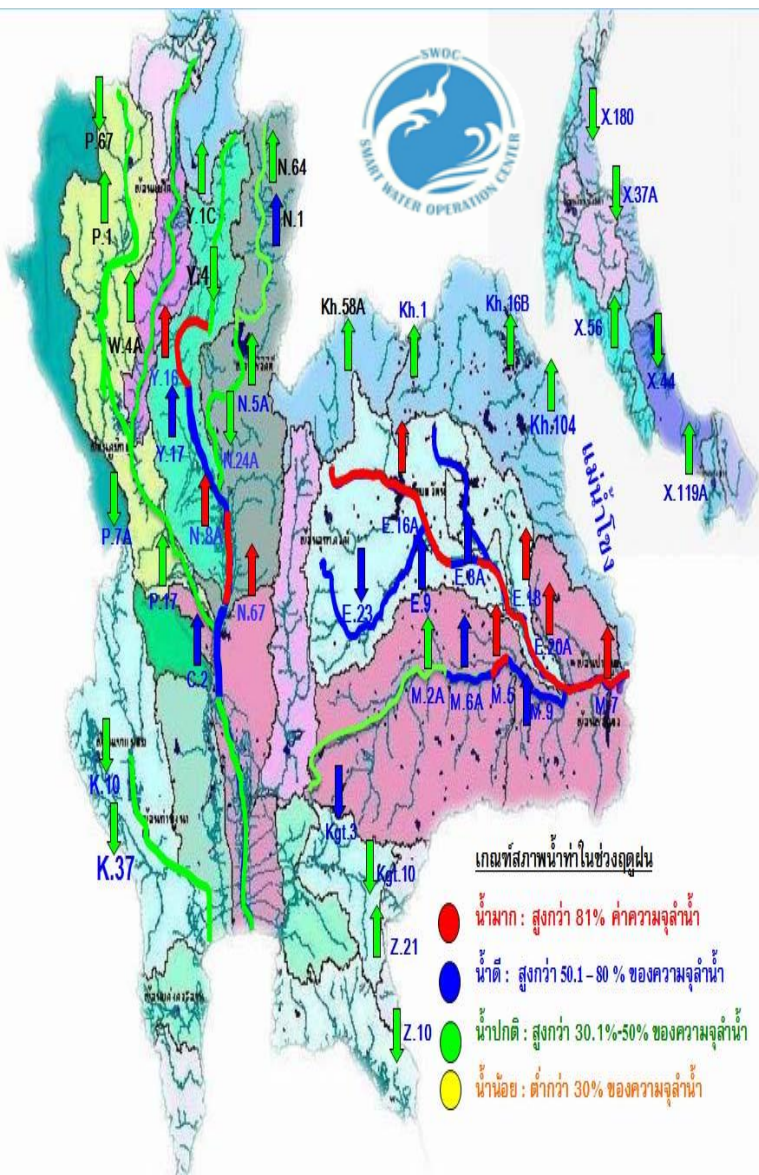 SWOC
SMART WATER OPERATION CENTER
X.180
P.67
N.64
X.37A
Y.1C
N.1
P.1
Y.4
Kh.58A
Kh.1
Kh.16B
X.56
W.4A
X.44
Y.16
N.5A
Kh.104
Y.17
N.24A
แม่น้ำโขง
X.119A
P.7A
N.8A
E.16A
E.8A
P.17
N.67
E.23
E.9
E.18
E.20A
C.2
M.2A
M.6A
M.5
M.9
M.7
K.10
Kgt.3
K.37
Kgt.10
Z.21
Z.10
เกณฑ์สภาพน้ำท่าในช่วงฤดูฝน
น้ำมาก : สูงกว่า 81% ค่าความจุลำน้ำ
น้ำดี : สูงกว่า 50.1 – 80 % ของความจุลำน้ำ
น้ำปกติ : สูงกว่า 30.1%-50% ของความจุลำน้ำ
น้ำน้อย : ต่ำกว่า 30% ของความจุลำน้ำ